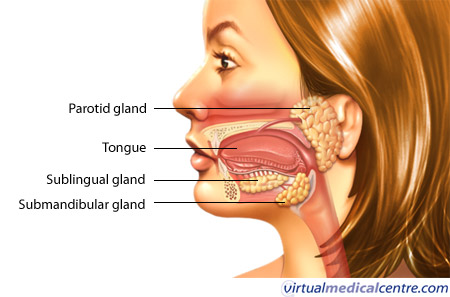 Parotid gland
Tongue
Sublingual gland
Submandibular gland
virtualmedicalcentre.com